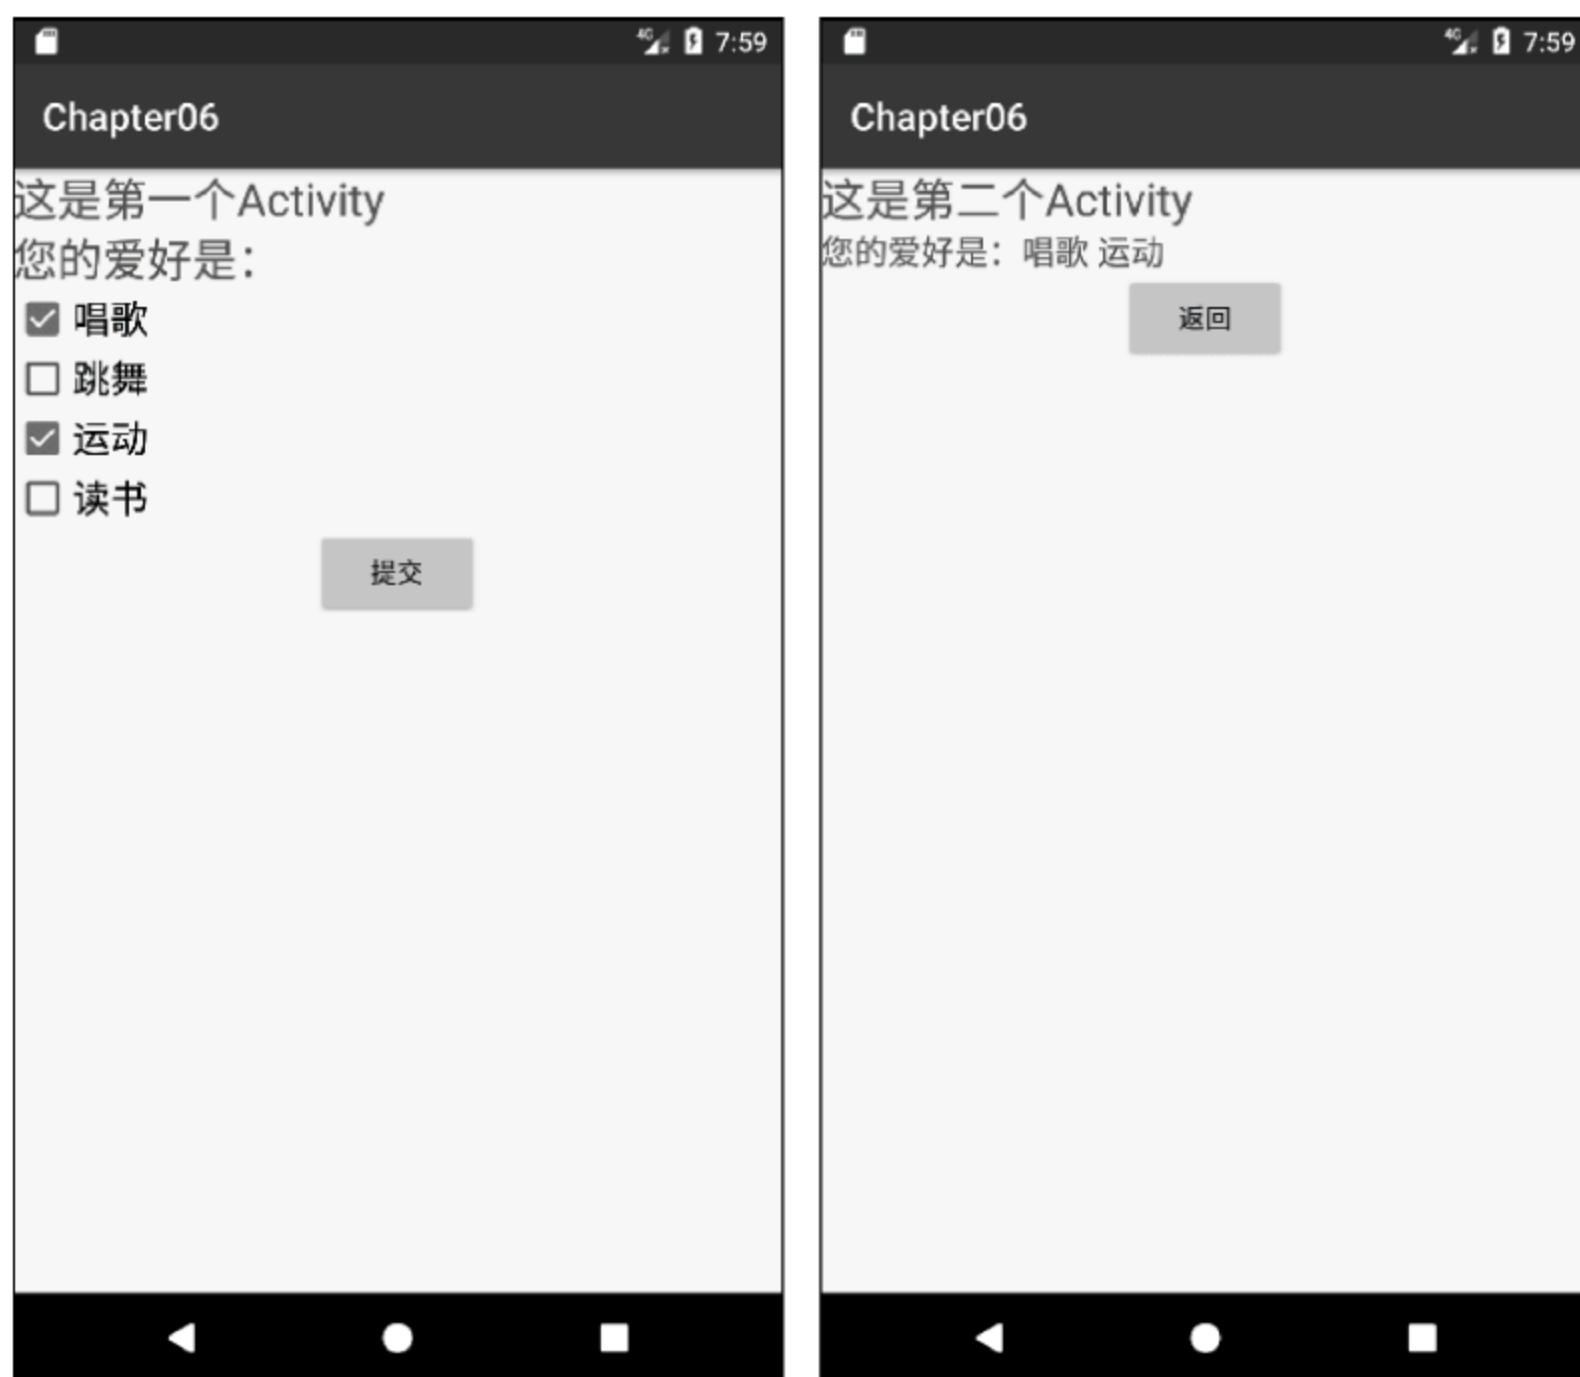 4G 7:59
Chapter06
这是第一个Activity
您的爱好是：
唱歌
跳舞
运动
读书
提交
4G 7:59
Chapter06
这是第二个Activity
您的爱好是：唱歌 运动
返回